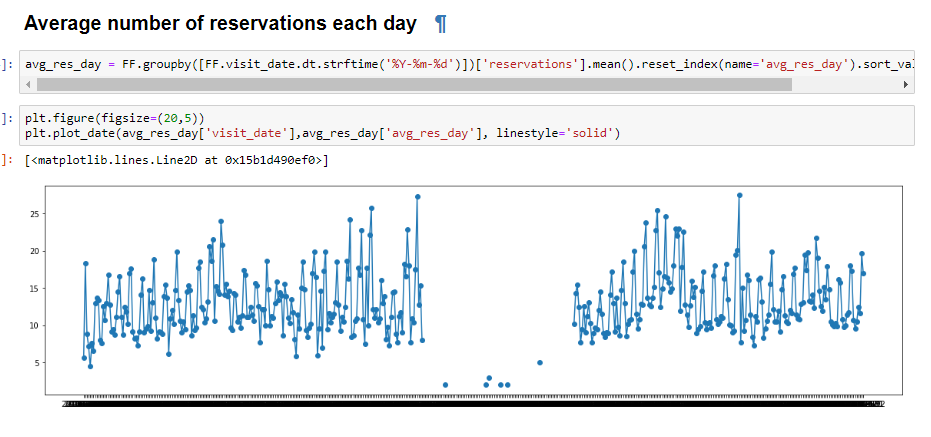 Average number of reservations each day ¶
]: avg_res_day = FF.groupby([FF.visit_date.dt.strftime('%Y-%m-%d')])['reservations'].mean().reset_index(name='avg_res_day').sort_val
]: plt.figure(figsize=(20,5))
plt.plot_date(avg_res_day['visit_date'],avg_res_day['avg_res_day'], linestyle='solid')
]: [<matplotlib.lines.Line2D at 0x15b1d490ef0>]
25
20
15
10
5